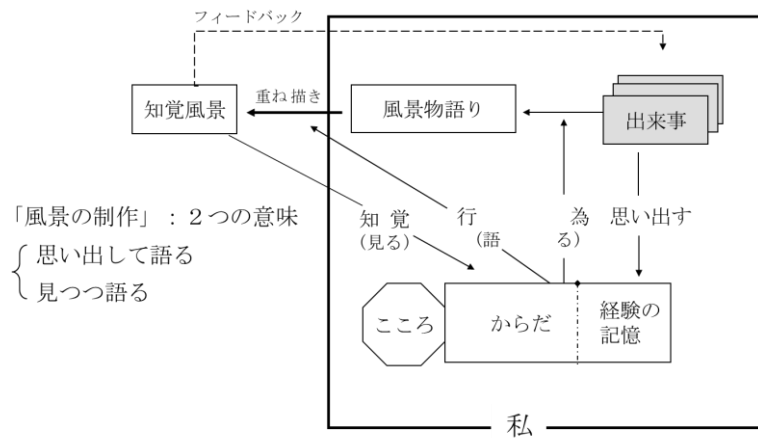 フィードバック
知覚風景
重ね描き
風景物語り
出来事
「風景の制作」：２つの意味
思い出して語る
見つつ語る
知 覚
(見る)
行 為
(語 る)
思い出す
こころ
からだ
経験の
記憶
私